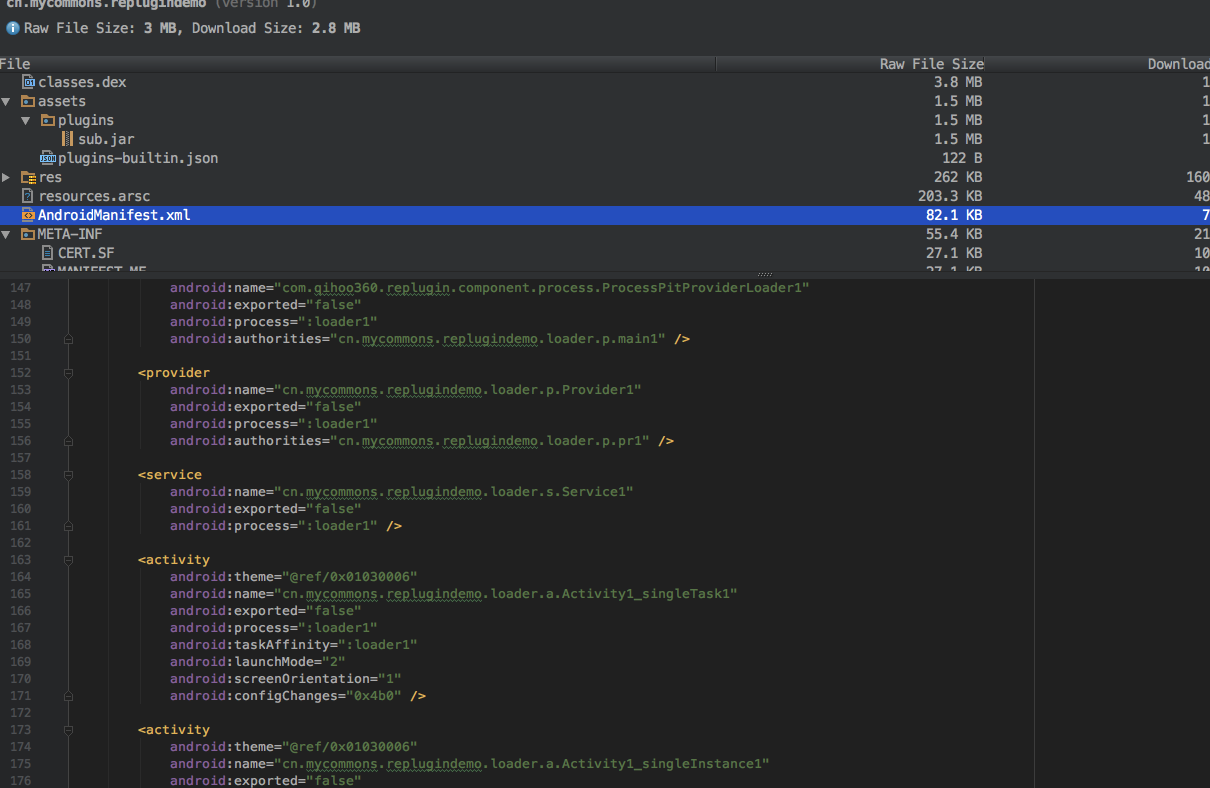 cn.mycommons.replugindemo (version 1.0)
Raw File Size: 3 MB, Download Size: 2.8 MB
File Raw File Size Download
classes.dex 3.8 MB 1
assets 1.5 MB 1
plugins 1.5 MB 1
sub.jar 1.5 MB 1
plugins-builtin.json 122 B
res 262 KB 160
resources.arsc 203.3 KB 48
AndroidManifest.xml 82.1 KB 7
META-INF 55.4 KB 21
CERT.SF 27.1 KB 10
MANIFEST.MF 27.1 KB 10
147 android:name="com.qihoo360.replugin.component.process.ProcessPitProviderLoader1"
148 android:exported="false"
149 android:process=":loader1"
150 android:authorities="cn.mycommons.replugindemo.loader.p.main1" />
151
152 <provider
153 android:name="cn.mycommons.replugindemo.loader.p.Provider1"
154 android:exported="false"
155 android:process=":loader1"
156 android:authorities="cn.mycommons.replugindemo.loader.p.pr1" />
157
158 <service
159 android:name="cn.mycommons.replugindemo.loader.s.Service1"
160 android:exported="false"
161 android:process=":loader1" />
162
163 <activity
164 android:theme="@ref/0x01030006"
165 android:name="cn.mycommons.replugindemo.loader.a.Activity1_singleTask1"
166 android:exported="false"
167 android:process=":loader1"
168 android:taskAffinity=":loader1"
169 android:launchMode="2"
170 android:screenOrientation="1"
171 android:configChanges="0x4b0" />
172
173 <activity
174 android:theme="@ref/0x01030006"
175 android:name="cn.mycommons.replugindemo.loader.a.Activity1_singleInstance1"
176 android:exported="false"